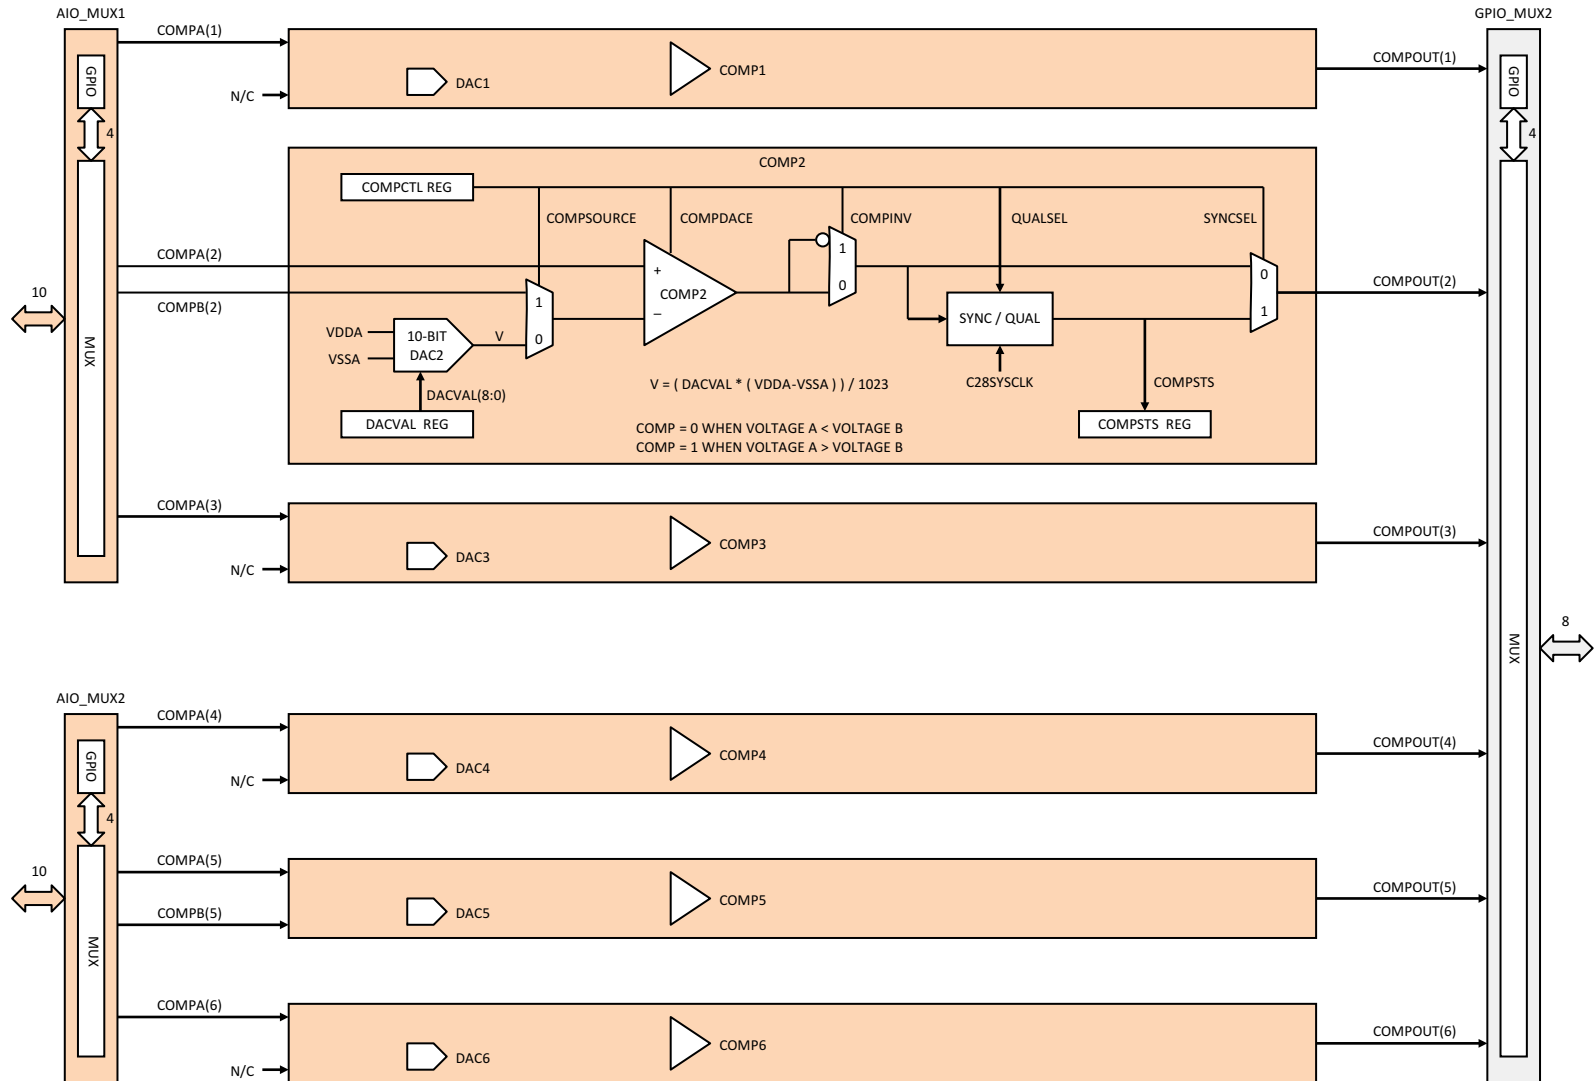 AIO_MUX1
GPIO_MUX2
COMPA(1)
GPIO
4
N/C
DAC1
COMP1
COMPOUT(1)
GPIO
4
COMP2
COMPCTL REG
COMPSOURCE
COMPDACE
COMPINV
QUALSEL
SYNCSEL
COMPA(2)
COMPB(2)
10
MUX
VDDA
VSSA
10-BIT
DAC2
V
1
0
+
COMP2
–
1
0
SYNC / QUAL
0
1
COMPOUT(2)
DACVAL(8:0)
DACVAL REG
V = ( DACVAL * ( VDDA-VSSA ) ) / 1023
C28SYSCLK
COMPSTS
COMPSTS REG
COMP = 0 WHEN VOLTAGE A < VOLTAGE B
COMP = 1 WHEN VOLTAGE A > VOLTAGE B
COMPA(3)
N/C
DAC3
COMP3
COMPOUT(3)
MUX
8
AIO_MUX2
COMPA(4)
GPIO
4
N/C
DAC4
COMP4
COMPOUT(4)
10
MUX
COMPA(5)
COMPB(5)
DAC5
COMP5
COMPOUT(5)
COMPA(6)
N/C
DAC6
COMP6
COMPOUT(6)